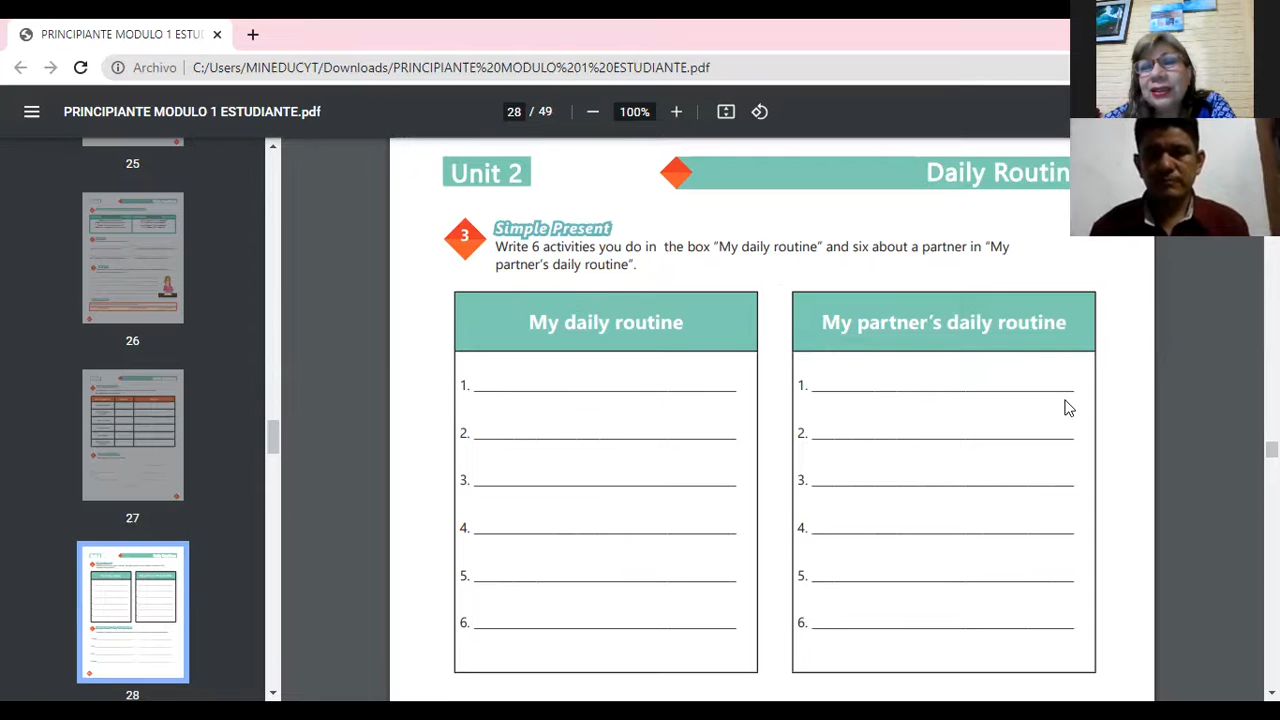 PRINCIPIANTE MODULO 1 ESTU
Archivo
C:/Users/MINEDUCYT/Downloads/PRINCIPIANTE%20MODULO%201%20ESTUDIANTE.pdf
PRINCIPIANTE MODULO 1 ESTUDIANTE.pdf
28 / 49
100%
25
26
27
28
Unit 2
Daily Routin
3
Simple Present
Write 6 activities you do in the box "My daily routine" and six about a partner in "My
partner's daily routine".
My daily routine
1.
2.
3.
4.
5.
6.
My partner's daily routine
1.
2.
3.
4.
5.
6.